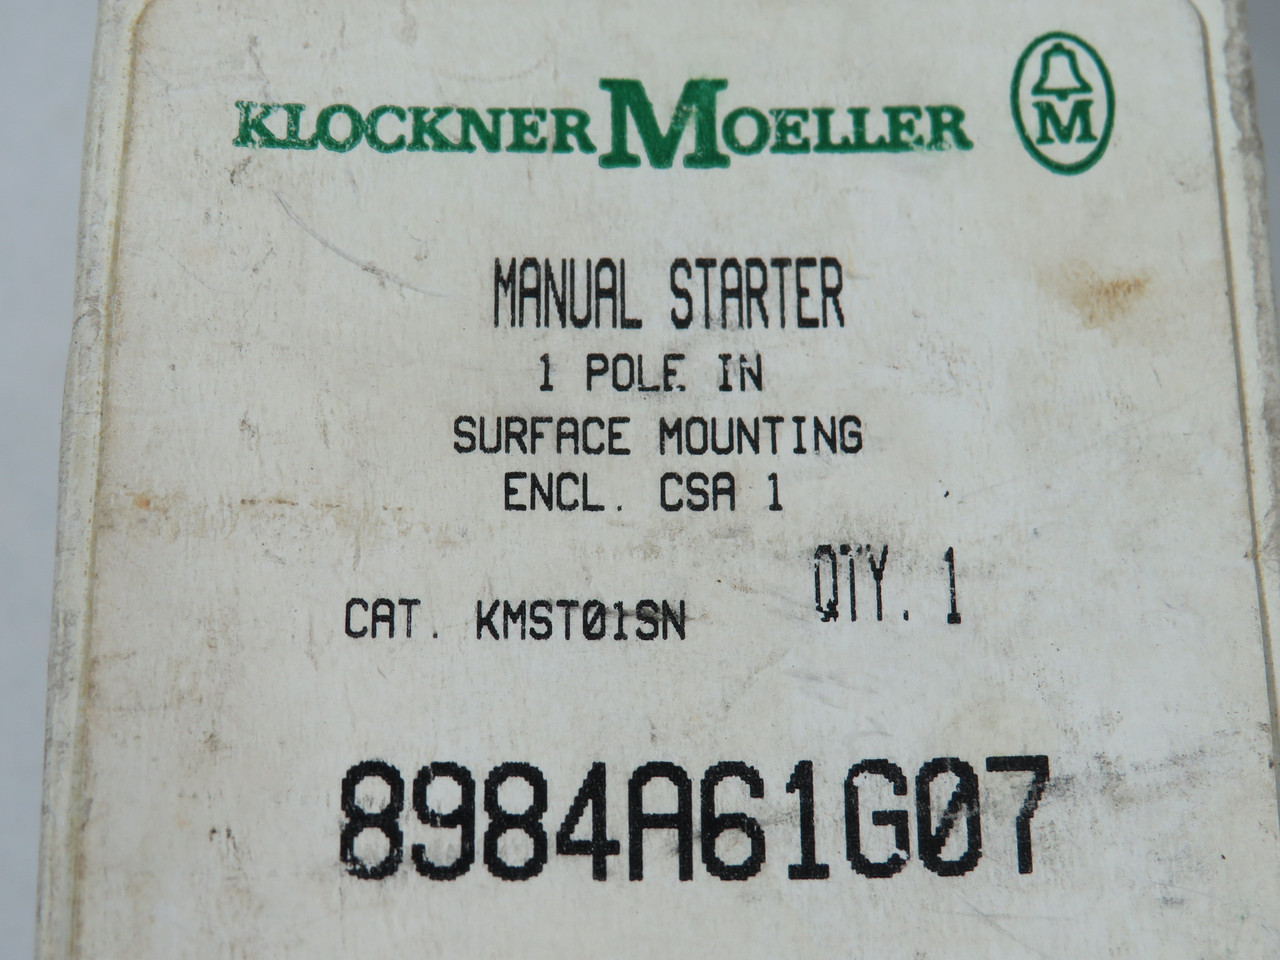 KLOCKNER MOELLER
M
MANUAL STARTER
1 POLE IN
SURFACE MOUNTING
ENCL. CSA 1
QTY. 1
CAT. KMST01SN
8984A61G07